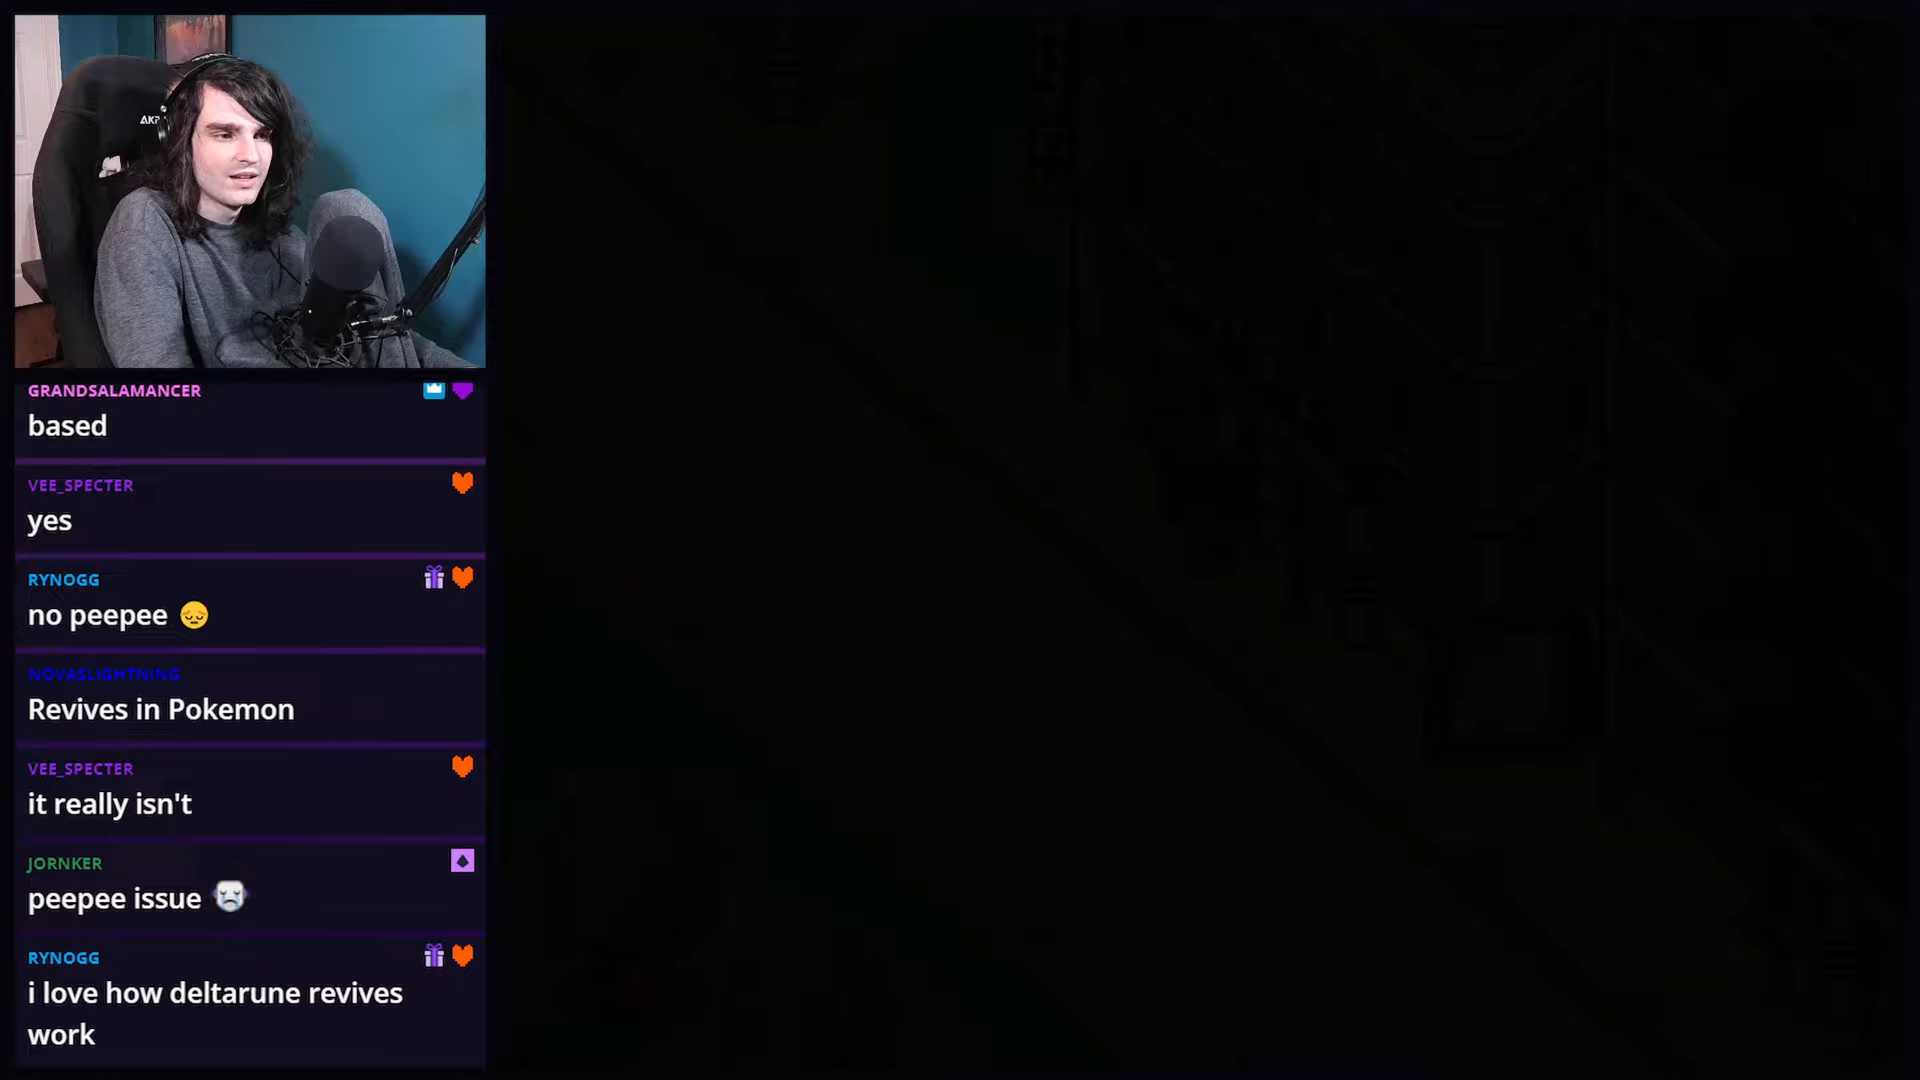 GRANDSALAMANCER
based
VEE_SPECTER
yes
RYNOGG
no peepee 😔
NOVASLIGHTNING
Revives in Pokemon
VEE_SPECTER
it really isn't
JORNKER
peepee issue
RYNOGG
i love how deltarune revives
work